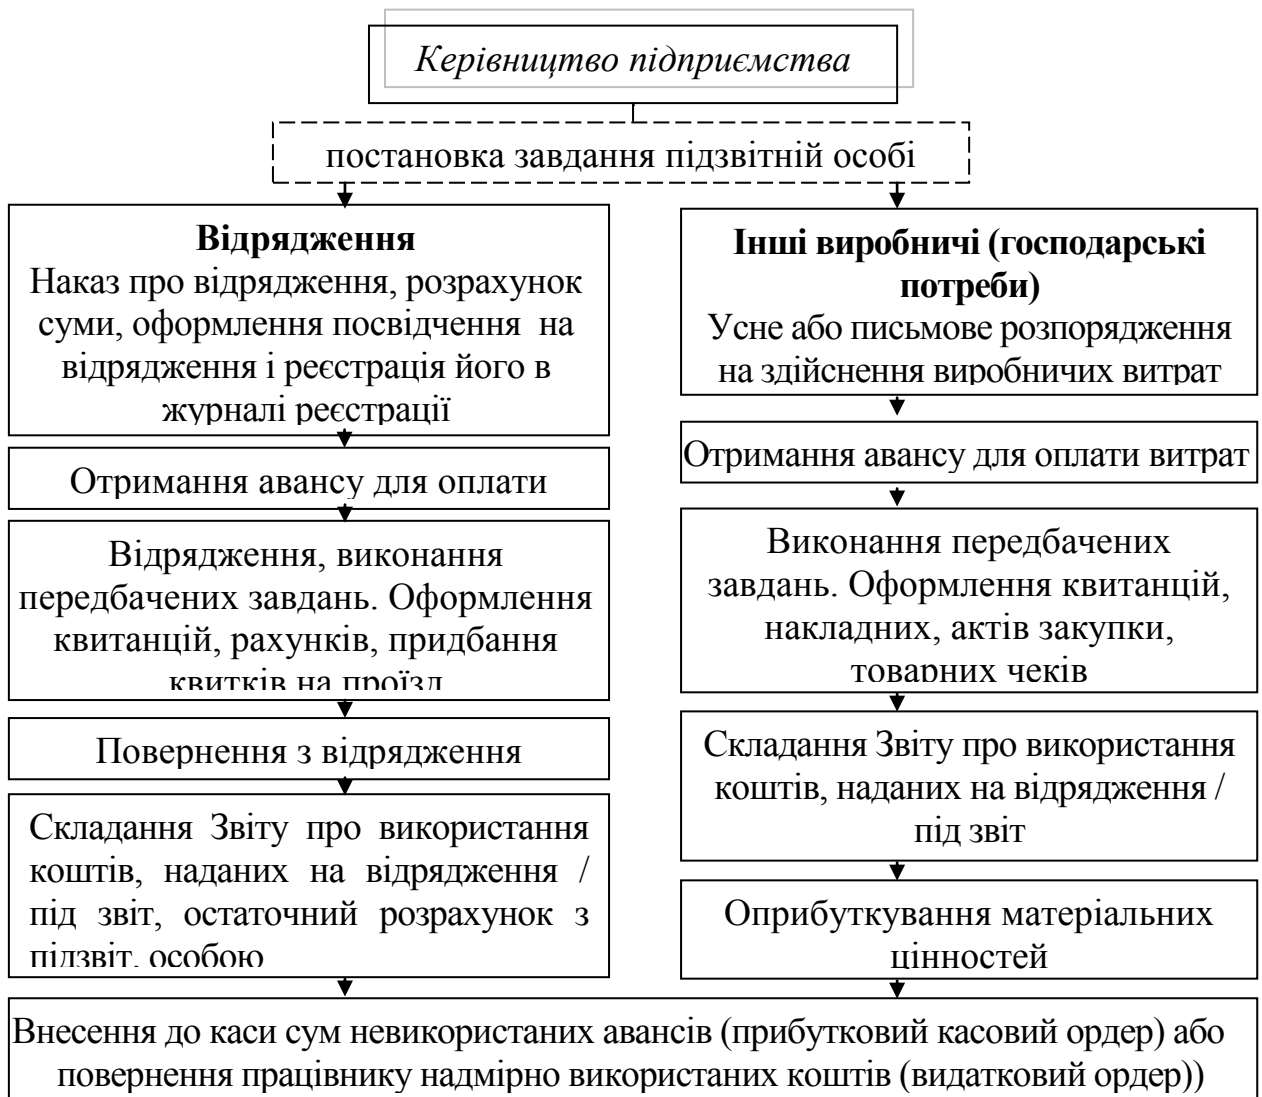 Керівництво підприємства
постановка завдання підзвітній особі
Відрядження
Наказ про відрядження, розрахунок
суми, оформлення посвідчення на
відрядження і реєстрація його в
журналі реєстрації
Отримання авансу для оплати
Відрядження, виконання
передбачених завдань. Оформлення
квитанцій, рахунків, придбання
квитків на проїзд
Повернення з відрядження
Складання Звіту про використання
коштів, наданих на відрядження /
під звіт, остаточний розрахунок з
підзвіт. особою
Інші виробничі (господарські
потреби)
Усне або письмове розпорядження
на здійснення виробничих витрат
Отримання авансу для оплати витрат
Виконання передбачених
завдань. Оформлення квитанцій,
накладних, актів закупки,
товарних чеків
Складання Звіту про використання
коштів, наданих на відрядження /
під звіт
Оприбуткування матеріальних
цінностей
Внесення до каси сум невикористаних авансів (прибутковий касовий ордер) або
повернення працівнику надмірно використаних коштів (видатковий ордер))